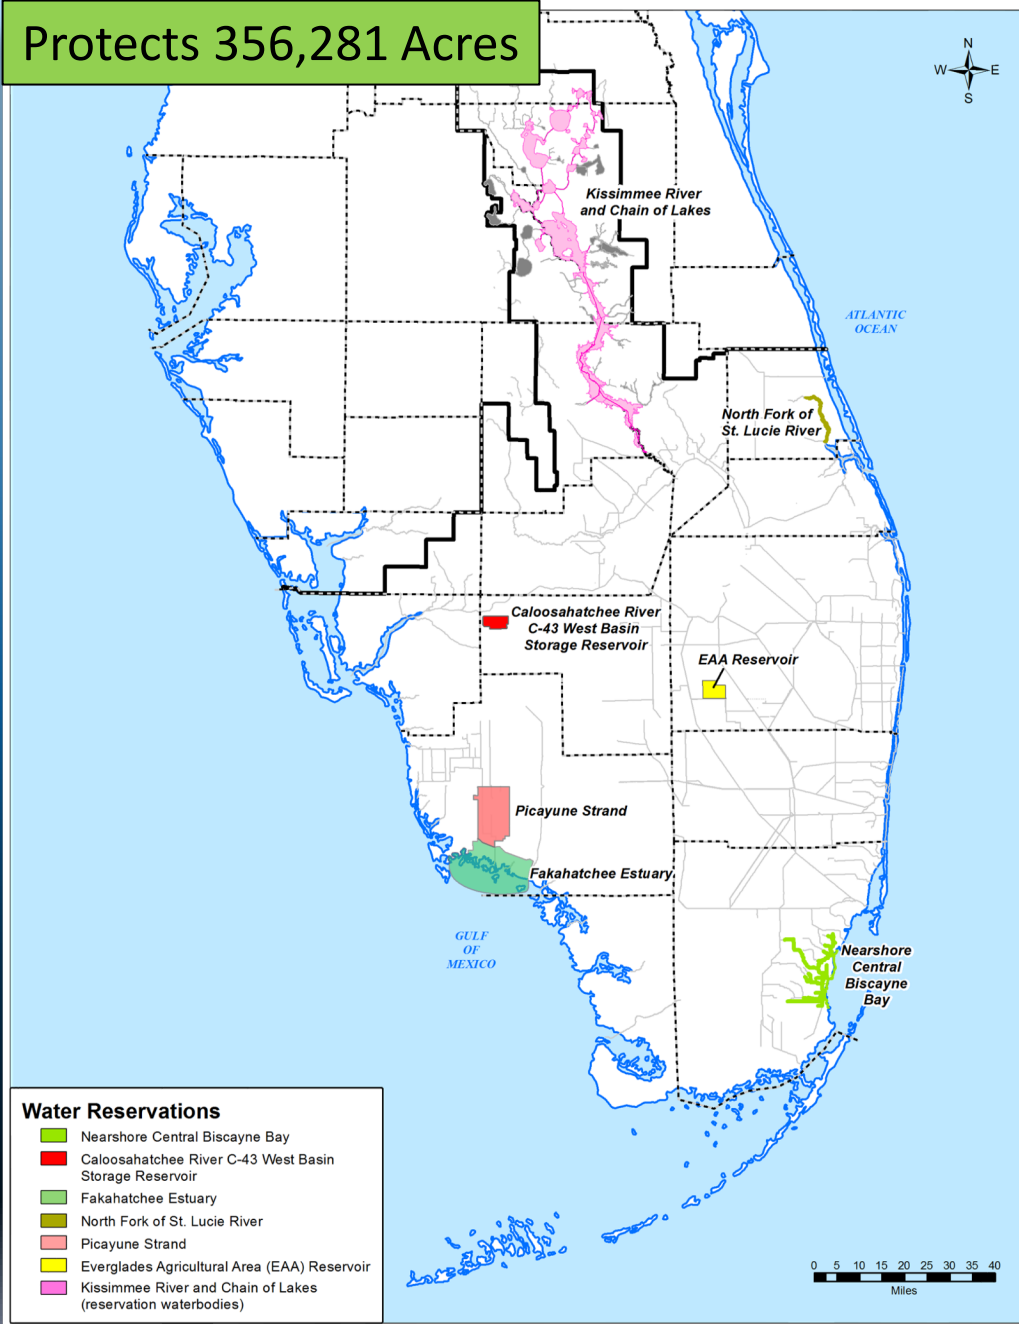 Protects 356,281 Acres
N
W E
S
Kissimmee River
and Chain of Lakes
ATLANTIC
OCEAN
North Fork of
St. Lucie River
Caloosahatchee River
C-43 West Basin
Storage Reservoir
EAA Reservoir
Picayune Strand
Fakahatchee Estuary
GULF
OF
MEXICO
Nearshore
Central
Biscayne
Bay
Water Reservations
Nearshore Central Biscayne Bay
Caloosahatchee River C-43 West Basin
Storage Reservoir
Fakahatchee Estuary
North Fork of St. Lucie River
Picayune Strand
Everglades Agricultural Area (EAA) Reservoir
Kissimmee River and Chain of Lakes
(reservation waterbodies)
0 5 10 15 20 25 30 35 40
Miles